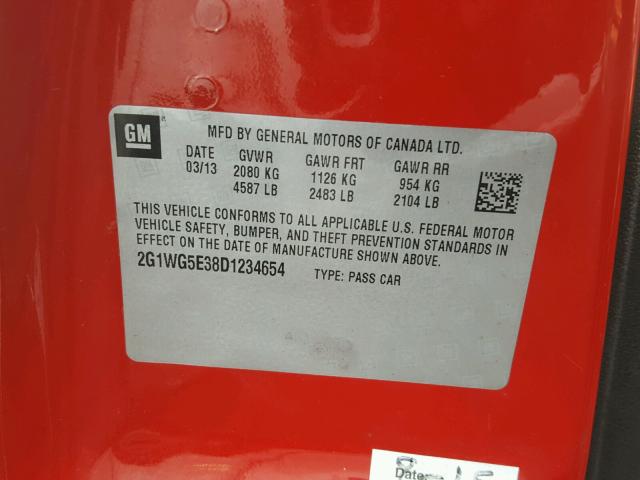 GM
MFD BY GENERAL MOTORS OF CANADA LTD.
DATE GVWR GAWR FRT GAWR RR
03/13 2080 KG 1126 KG 954 KG
4587 LB 2483 LB 2104 LB
THIS VEHICLE CONFORMS TO ALL APPLICABLE U.S. FEDERAL MOTOR
VEHICLE SAFETY, BUMPER, AND THEFT PREVENTION STANDARDS IN
EFFECT ON THE DATE OF MANUFACTURE SHOWN ABOVE.
2G1WG5E38D1234654 TYPE: PASS CAR
Date